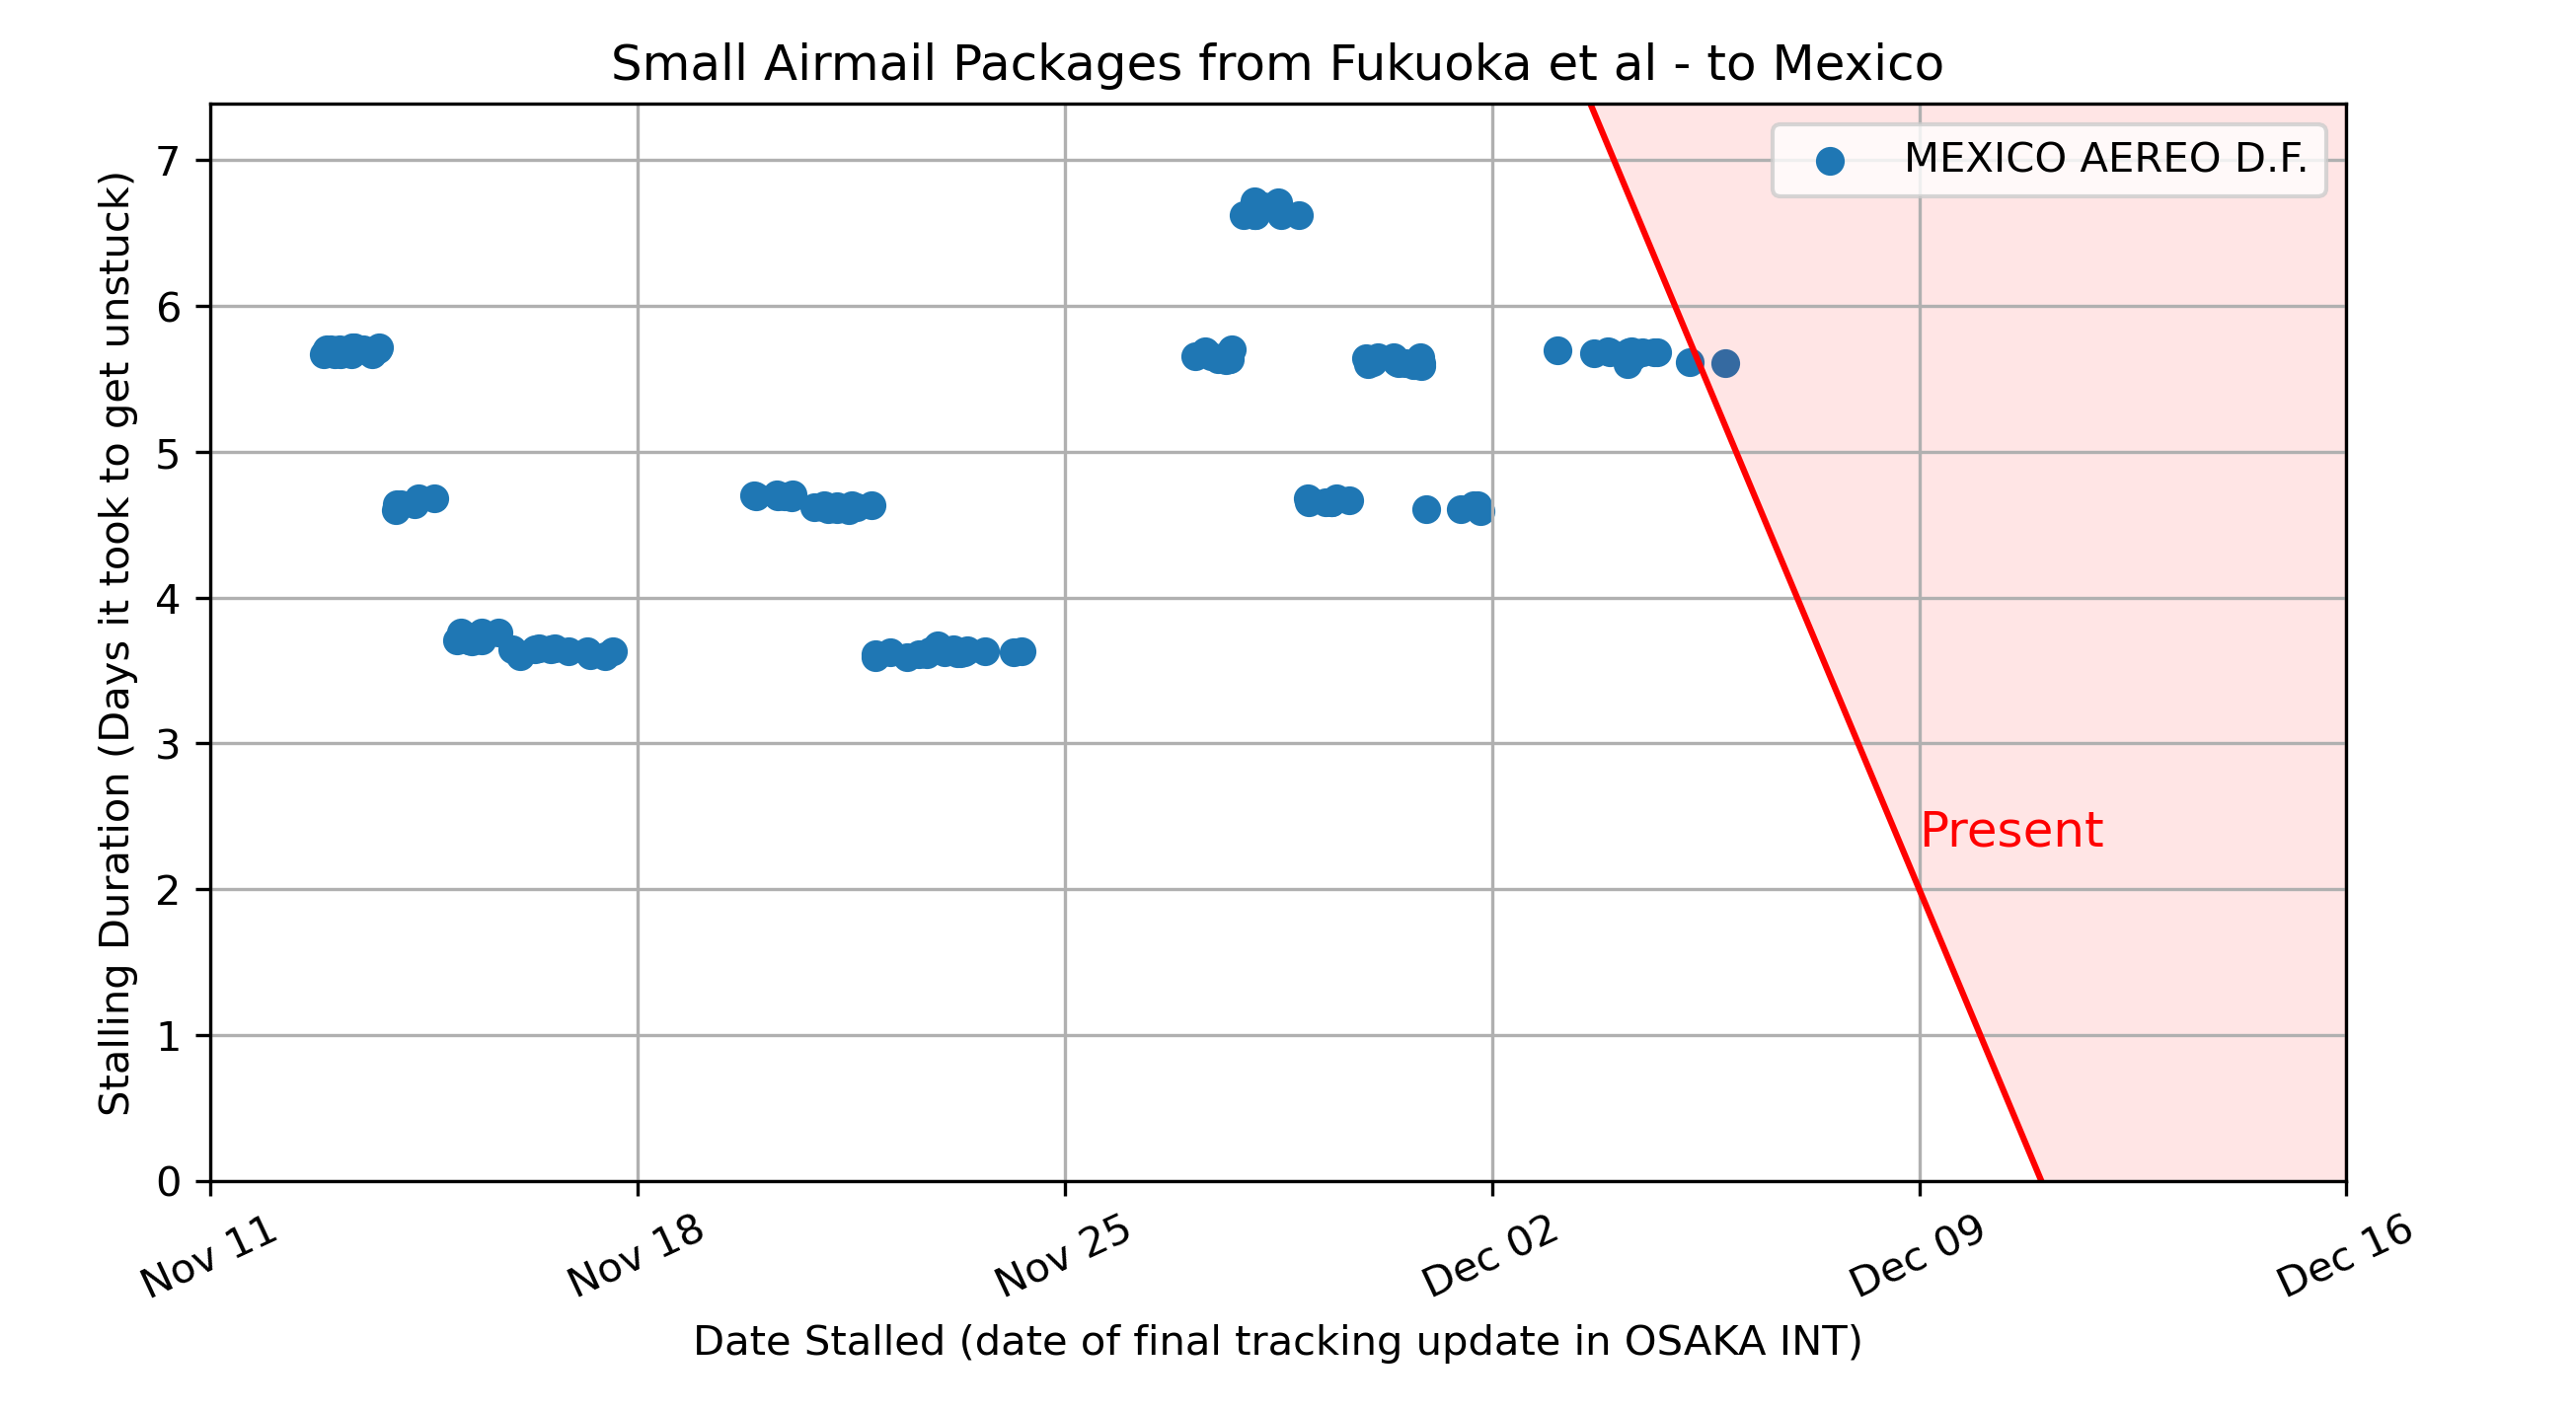 Small Airmail Packages from Fukuoka et al - to Mexico
MEXICO AEREO D.F.
Stalling Duration (Days it took to get unstuck)
7
6
5
4
3
2
1
0
Present
Nov 11
Nov 18
Nov 25
Dec 02
Dec 09
Dec 16
Date Stalled (date of final tracking update in OSAKA INT)